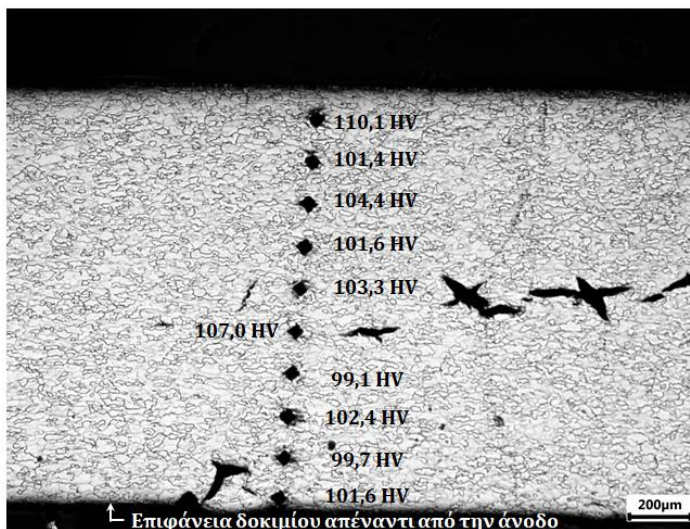 110,1 HV
101,4 HV
104,4 HV
101,6 HV
103,3 HV
107,0 HV
99,1 HV
102,4 HV
99,7 HV
101,6 HV
200μm
Επιφάνεια δοκιμίου απέναντι από την άνοδο